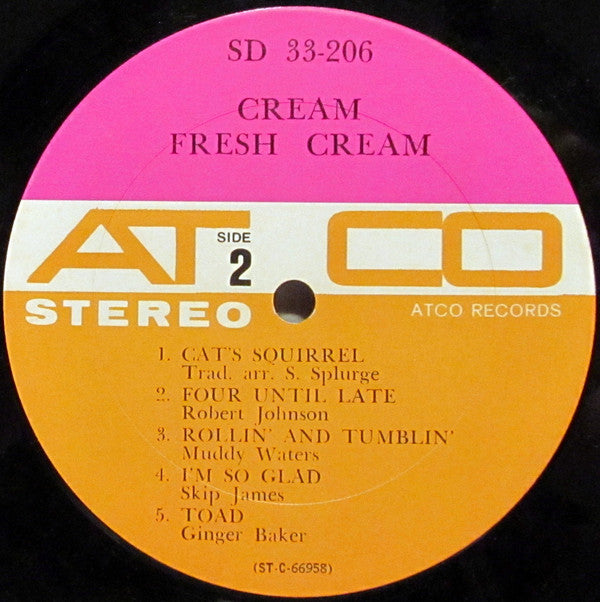 SD 33-206
CREAM
FRESH CREAM
ATCO
SIDE
2
STEREO
ATCO RECORDS
1. CAT'S SQUIRREL
Trad. arr. S. Splurge
2. FOUR UNTIL LATE
Robert Johnson
3. ROLLIN' AND TUMBLIN'
Muddy Waters
4. I'M SO GLAD
Skip James
5. TOAD
Ginger Baker
(ST-C-66958)